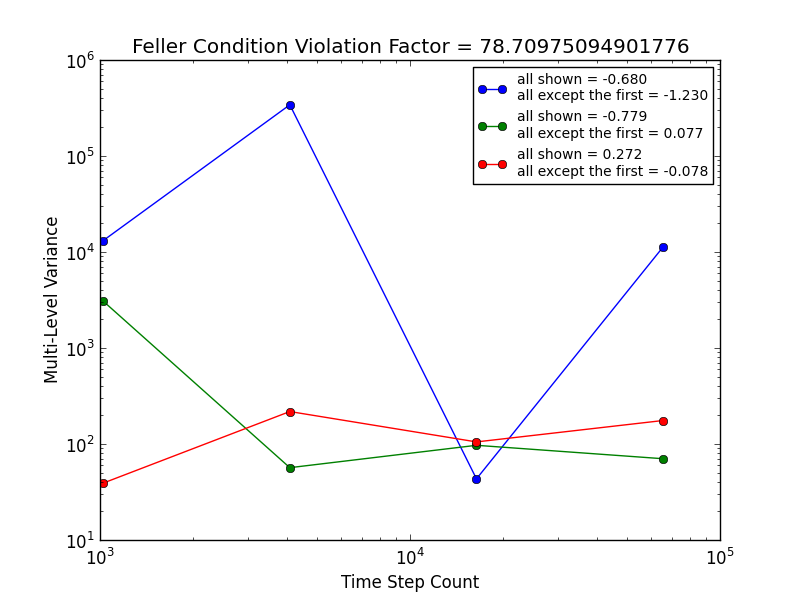 Feller Condition Violation Factor = 78.70975094901776
all shown = -0.680
all except the first = -1.230
all shown = -0.779
all except the first = 0.077
all shown = 0.272
all except the first = -0.078
Multi-Level Variance
10^6
10^5
10^4
10^3
10^2
10^1
10^3
10^4
10^5
Time Step Count